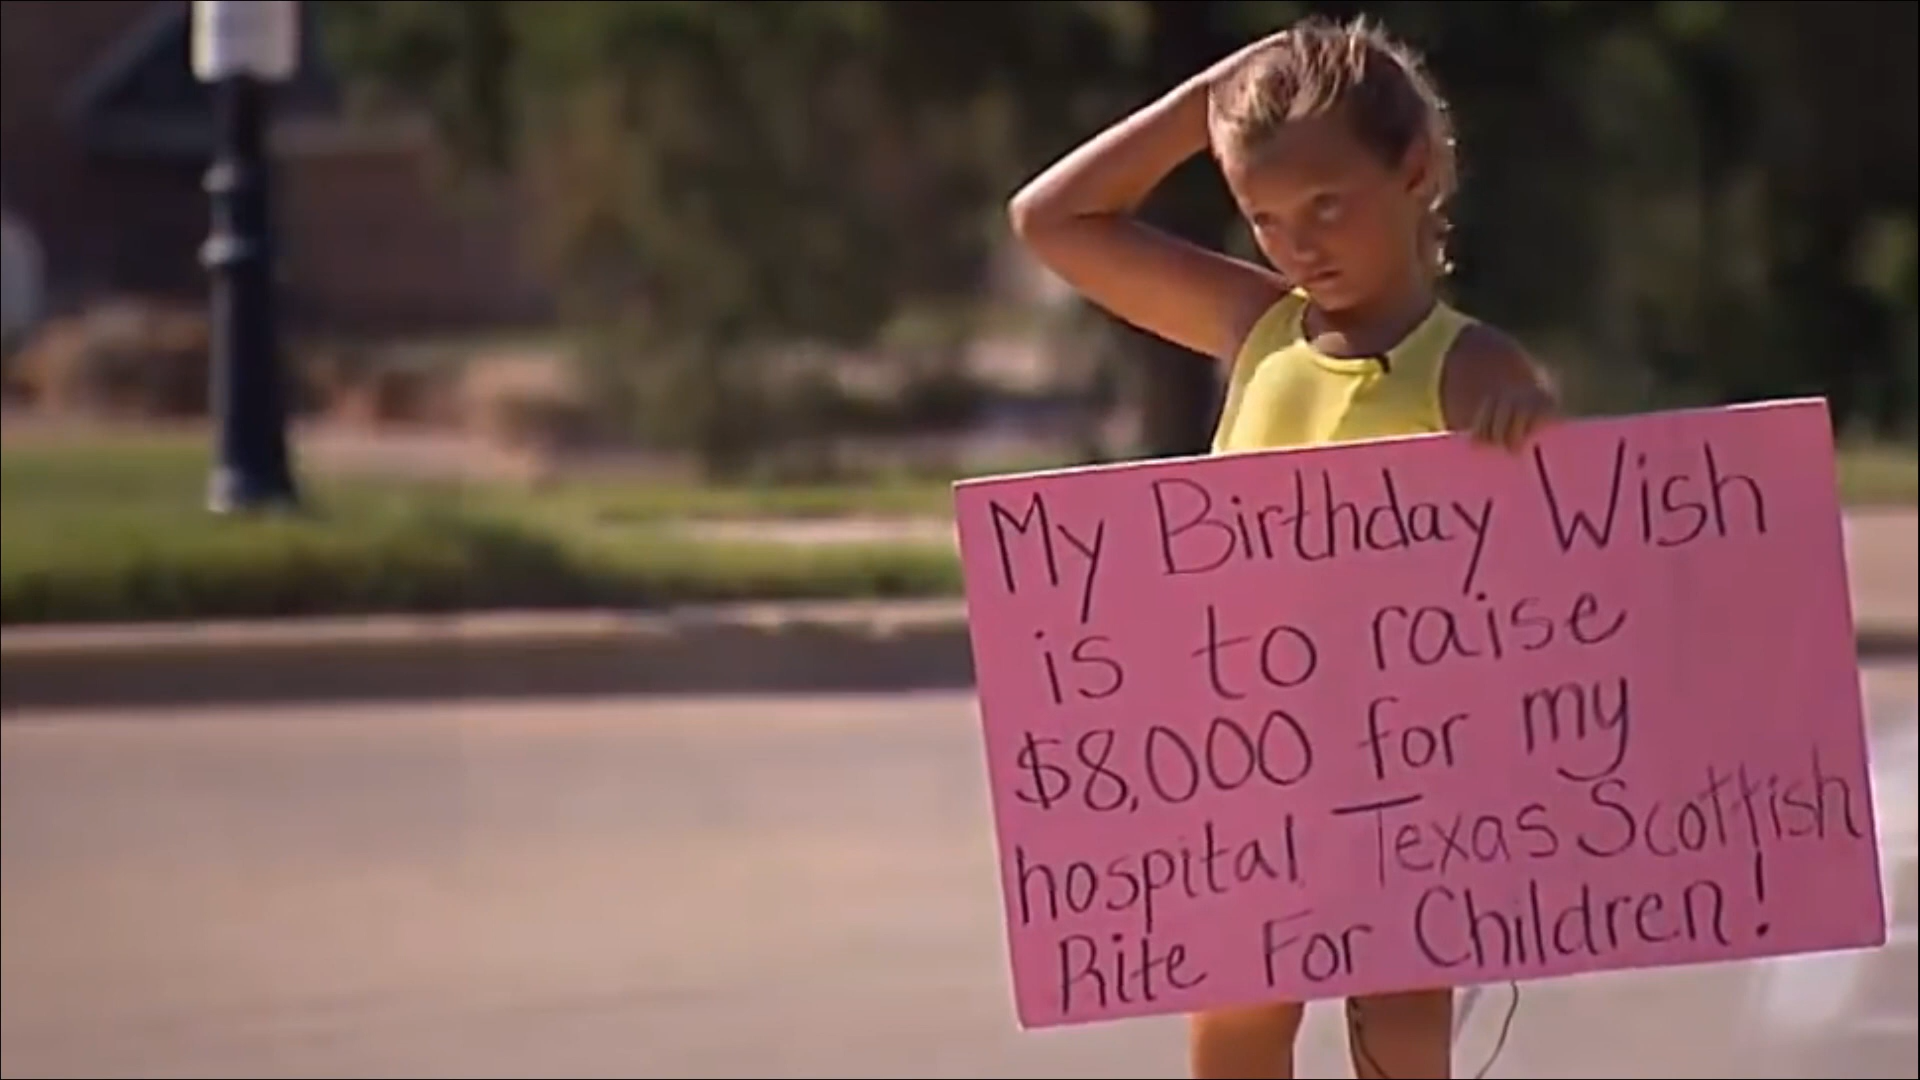 My Birthday Wish
is to raise
$8,000 for my
hospital Texas Scottish
Rite For Children!